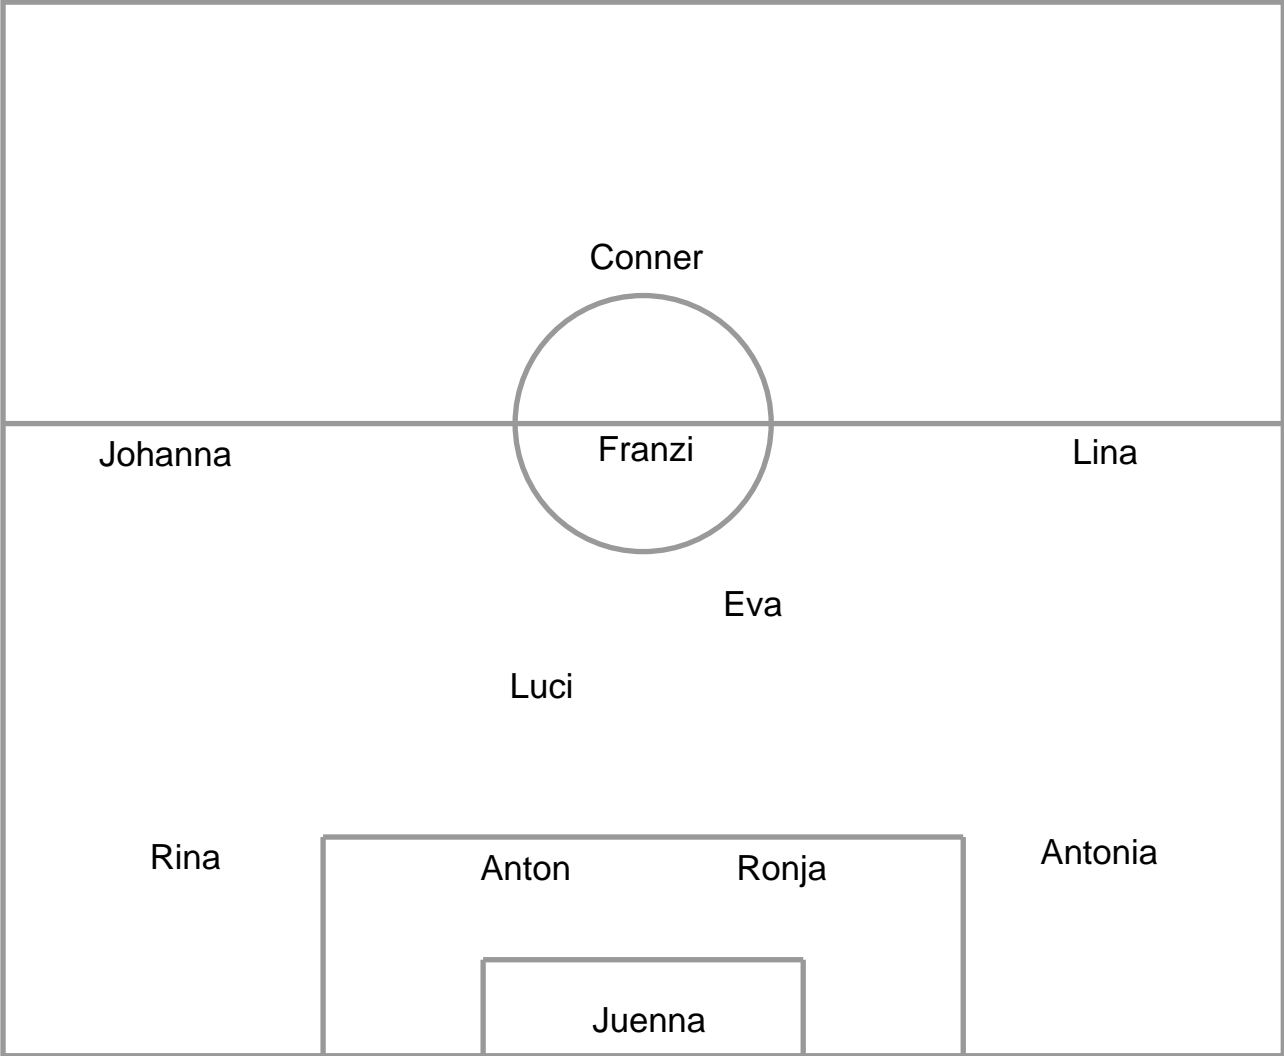 Conner
Johanna Franzi Lina
Eva
Luci
Rina Anton Ronja Antonia
Juenna